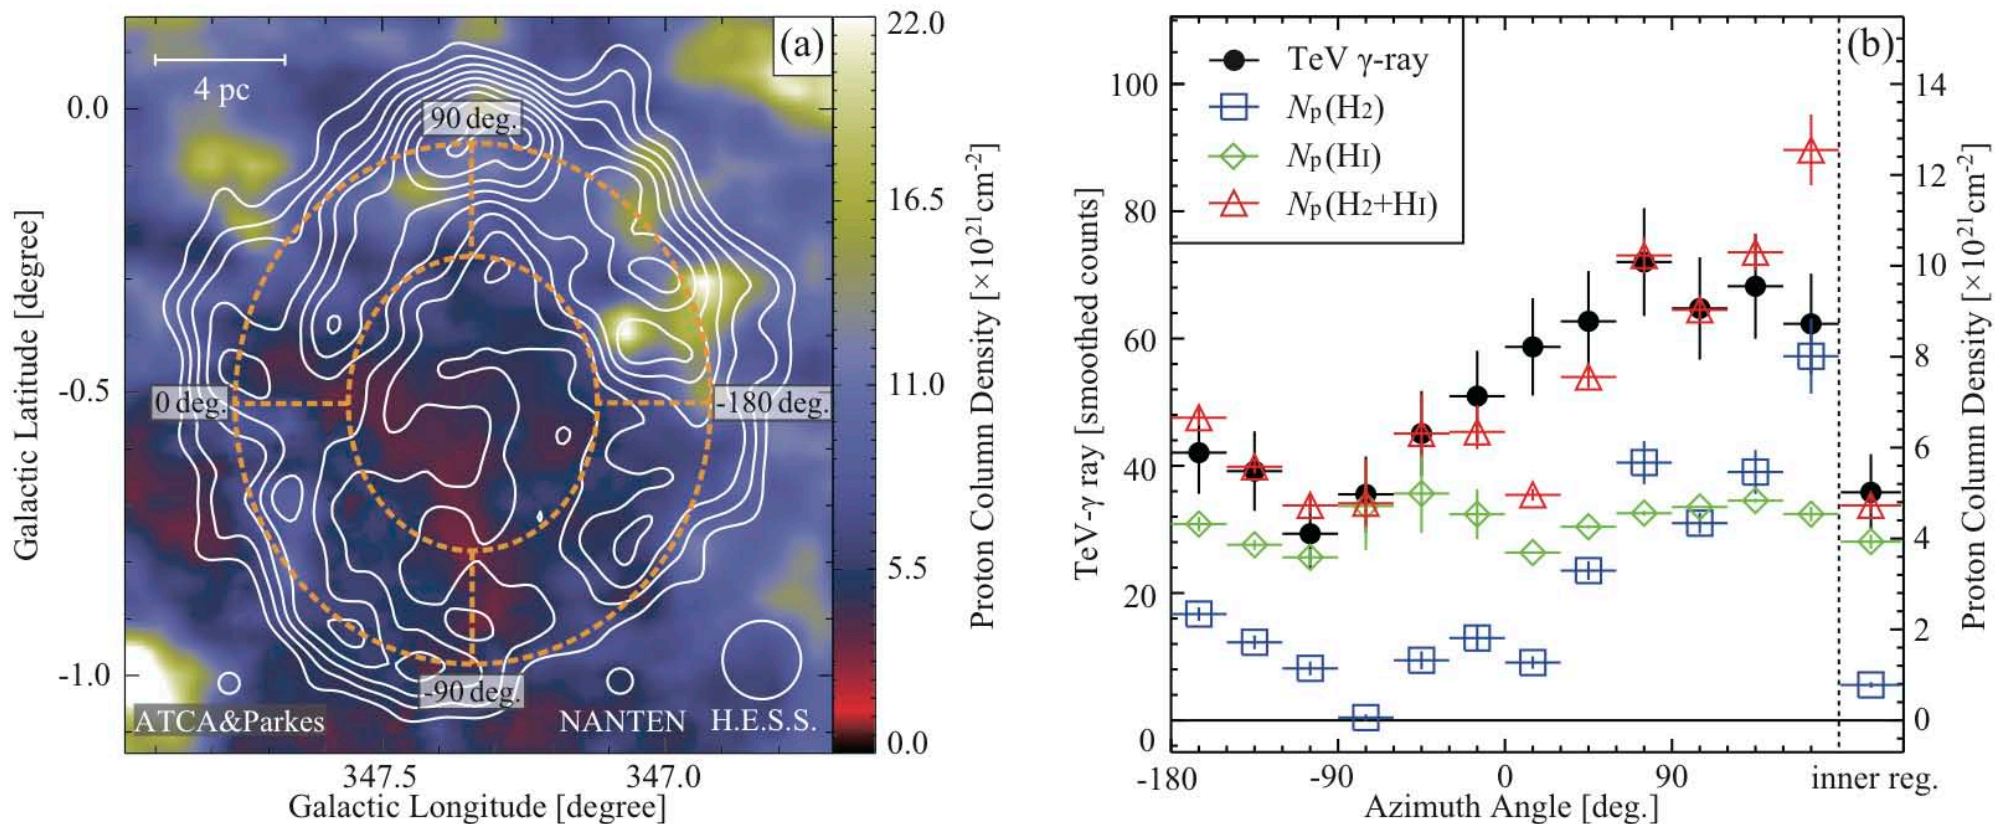 (a)
4 pc
90 deg.
0 deg.
-180 deg.
-90 deg.
ATCA&Parkes
NANTEN
H.E.S.S.
0.0
-0.5
-1.0
Galactic Latitude [degree]
347.5
347.0
Galactic Longitude [degree]
22.0
16.5
11.0
5.5
0.0
Proton Column Density [×10²¹cm⁻²]
(b)
TeV γ-ray
Np(H2)
Np(HI)
Np(H2+HI)
100
80
60
40
20
0
TeV-γ ray [smoothed counts]
-180
-90
0
90
inner reg.
Azimuth Angle [deg.]
14
12
10
8
6
4
2
0
Proton Column Density [×10²¹cm⁻²]